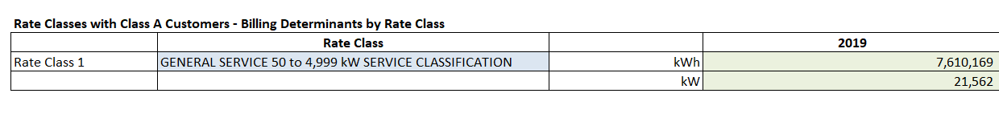 Rate Classes with Class A Customers - Billing Determinants by Rate Class
Rate Class 2019
Rate Class 1 GENERAL SERVICE 50 to 4,999 kW SERVICE CLASSIFICATION kWh 7,610,169
kW 21,562